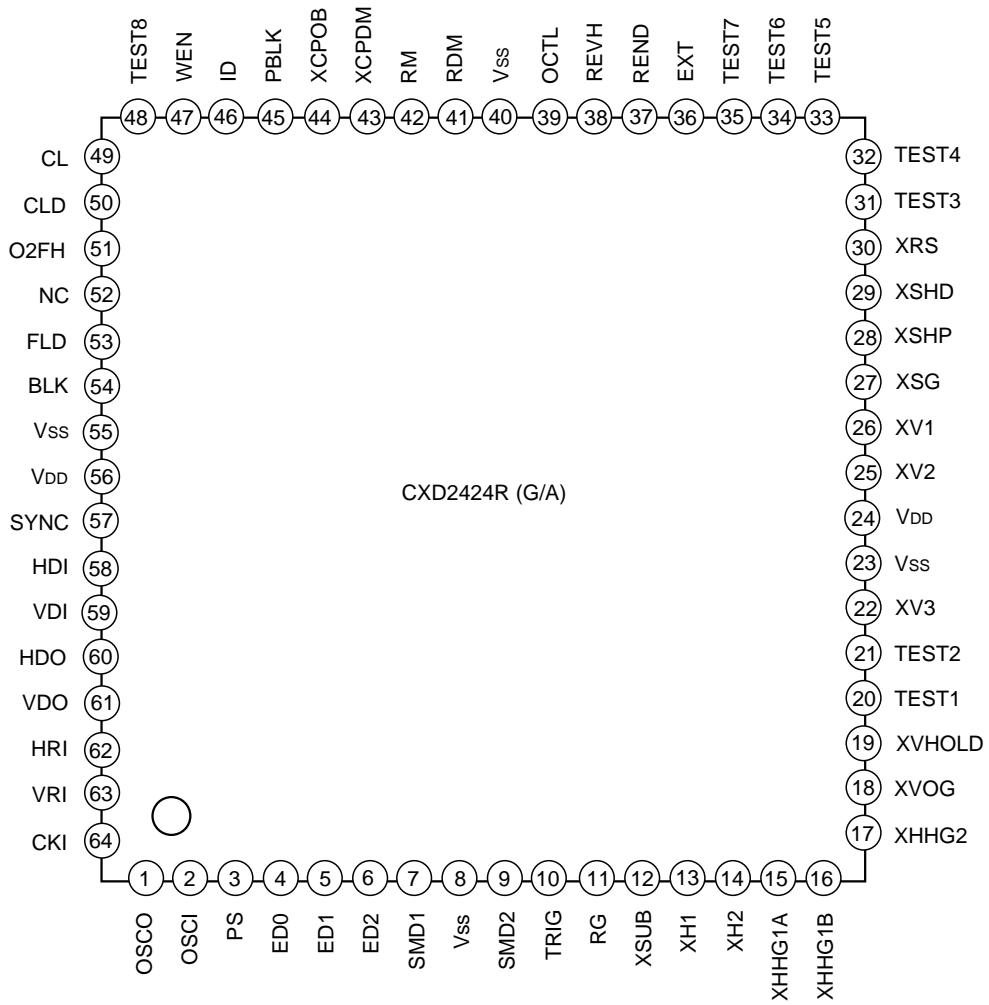 TEST8 WEN ID PBLK XCPOB XCPDM RM RDM Vss OCTL REVH REND EXT TEST7 TEST6 TEST5
48 47 46 45 44 43 42 41 40 39 38 37 36 35 34 33
CL 49 32 TEST4
CLD 50 31 TEST3
O2FH 51 30 XRS
NC 52 29 XSHD
FLD 53 28 XSHP
BLK 54 27 XSG
Vss 55 26 XV1
VDD 56 25 XV2
CXD2424R (G/A)
SYNC 57 24 VDD
HDI 58 23 Vss
VDI 59 22 XV3
HDO 60 21 TEST2
VDO 61 20 TEST1
HRI 62 19 XVHOLD
VRI 63 18 XVOG
CKI 64 17 XHHG2
1 2 3 4 5 6 7 8 9 10 11 12 13 14 15 16
OSCO OSCI PS ED0 ED1 ED2 SMD1 Vss SMD2 TRIG RG XSUB XH1 XH2 XHHG1A XHHG1B